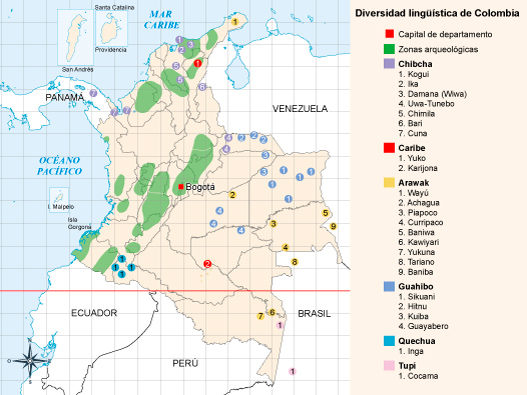 Santa Catalina
Providencia
San Andrés
MAR
CARIBE
PANAMÁ
VENEZUELA
OCÉANO
PACÍFICO
I. Malpelo
Isla
Gorgona
Bogotá
ECUADOR
PERÚ
BRASIL
Diversidad lingüística de Colombia
Capital de departamento
Zonas arqueológicas
Chibcha
1. Kogui
2. Ika
3. Damana (Wiwa)
4. Uwa-Tunebo
5. Chimila
6. Bari
7. Cuna
Caribe
1. Yuko
2. Karijona
Arawak
1. Wayú
2. Achagua
3. Piapoco
4. Curripaco
5. Baniwa
6. Kawiyari
7. Yukuna
8. Tariano
9. Baniba
Guahibo
1. Sikuani
2. Hitnu
3. Kuiba
4. Guayabero
Quechua
1. Inga
Tupí
1. Cocama